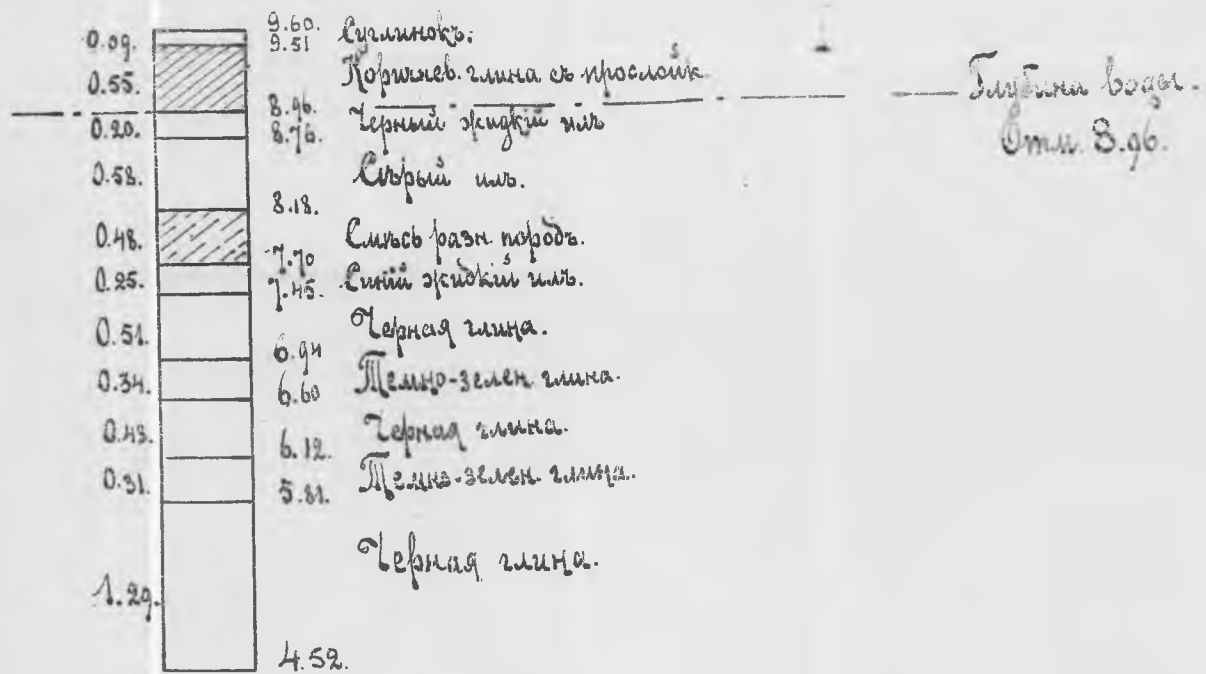 9.60. Суглинокъ.
0.09. 9.51
0.55. Коричнев. глина съ прослойк.
8.96. Глубина воды.
0.20. Черный жидкій илъ Отм. 8.96.
8.76.
0.58. Сѣрый илъ.
8.18.
0.48. Смѣсь разн. породъ.
7.70
0.25. Синій жидкій илъ.
7.45.
0.51. Черная глина.
6.94
0.34. Темно-зелен. глина.
6.60
0.48. Черная глина.
6.12.
0.31. Темно-зелен. глина.
5.81.
Черная глина.
1.29.
4.52.